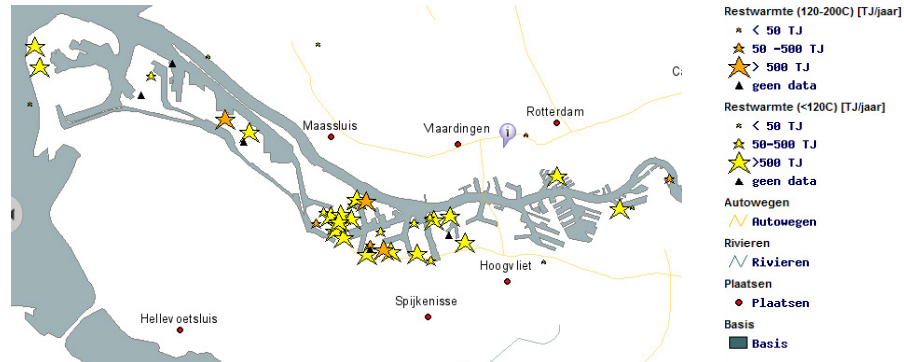 Maassluis
Vlaardingen
Rotterdam
Ca
Hoogvliet
Spijkenisse
Hellevoetsluis
i
Restwarmte (120-200C) [TJ/jaar]
< 50 TJ
50 -500 TJ
> 500 TJ
geen data
Restwarmte (<120C) [TJ/jaar]
< 50 TJ
50-500 TJ
>500 TJ
geen data
Autowegen
Autowegen
Rivieren
Rivieren
Plaatsen
Plaatsen
Basis
Basis